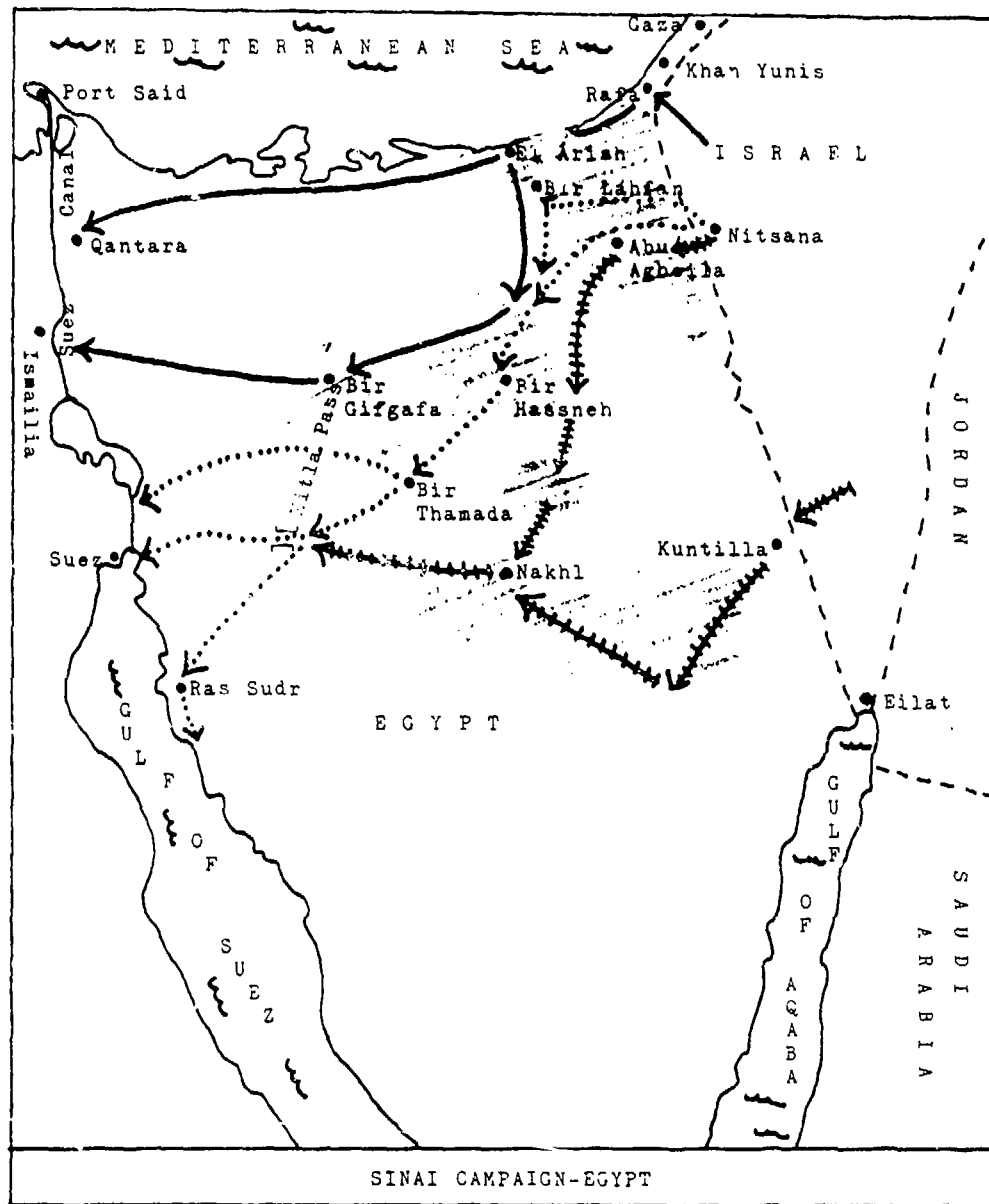 Gaza
MEDITERRANEAN SEA
Khan Yunis
Port Said
Rafa
El Arish
ISRAEL
Bir Lahfan
Suez Canal
Qantara
Nitsana
Abu
Agheila
Ismailia
Bir
Gifgafa
Bir
Hassneh
JORDAN
Mitla Pass
Bir
Thamada
Suez
Kuntilla
Nakhl
Ras Sudr
EGYPT
Eilat
GULF OF SUEZ
GULF OF AQABA
SAUDI
ARABIA
SINAI CAMPAIGN-EGYPT